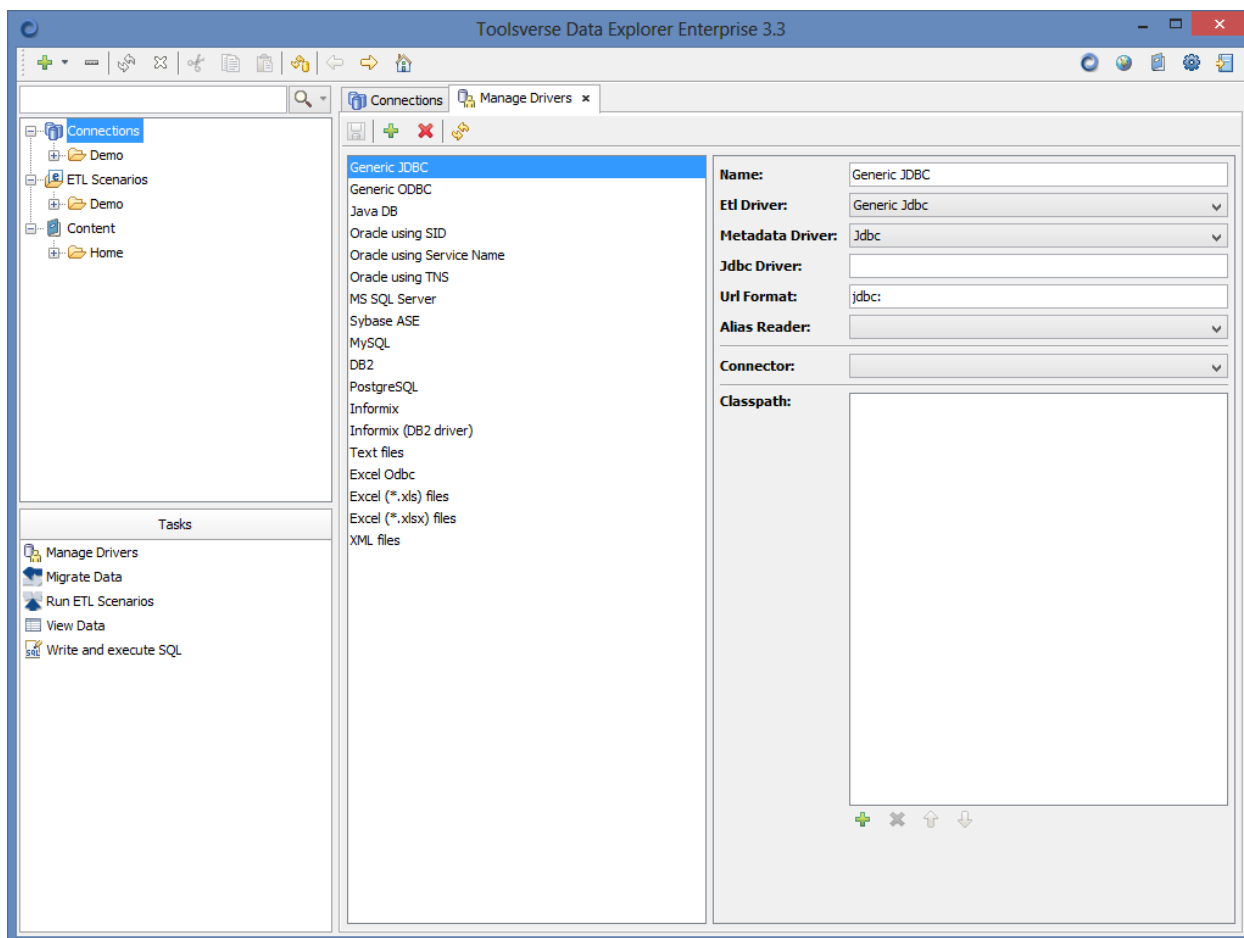 Toolsverse Data Explorer Enterprise 3.3
Connections
Demo
ETL Scenarios
Demo
Content
Home
Tasks
Manage Drivers
Migrate Data
Run ETL Scenarios
View Data
Write and execute SQL
Connections
Manage Drivers
Generic JDBC
Generic ODBC
Java DB
Oracle using SID
Oracle using Service Name
Oracle using TNS
MS SQL Server
Sybase ASE
MySQL
DB2
PostgreSQL
Informix
Informix (DB2 driver)
Text files
Excel Odbc
Excel (*.xls) files
Excel (*.xlsx) files
XML files
Name: Generic JDBC
Etl Driver: Generic Jdbc
Metadata Driver: Jdbc
Jdbc Driver:
Url Format: jdbc:
Alias Reader:
Connector:
Classpath: